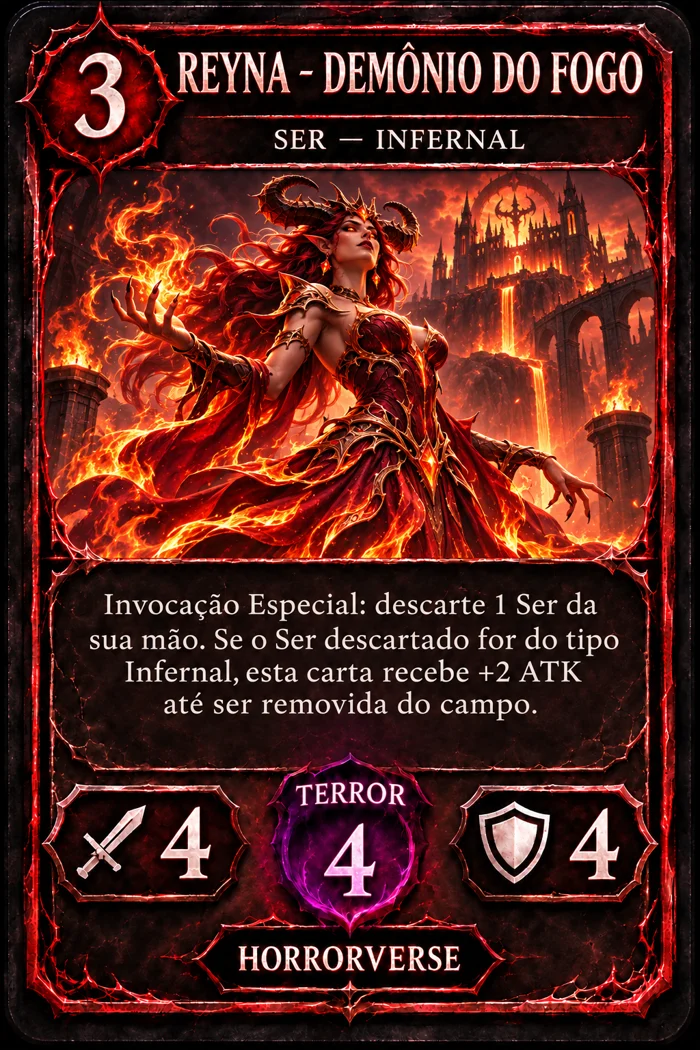 3
REYNA - DEMÔNIO DO FOGO
SER — INFERNAL
Invocação Especial: descarte 1 Ser da
sua mão. Se o Ser descartado for do tipo
Infernal, esta carta recebe +2 ATK
até ser removida do campo.
4
TERROR
4
4
HORRORVERSE